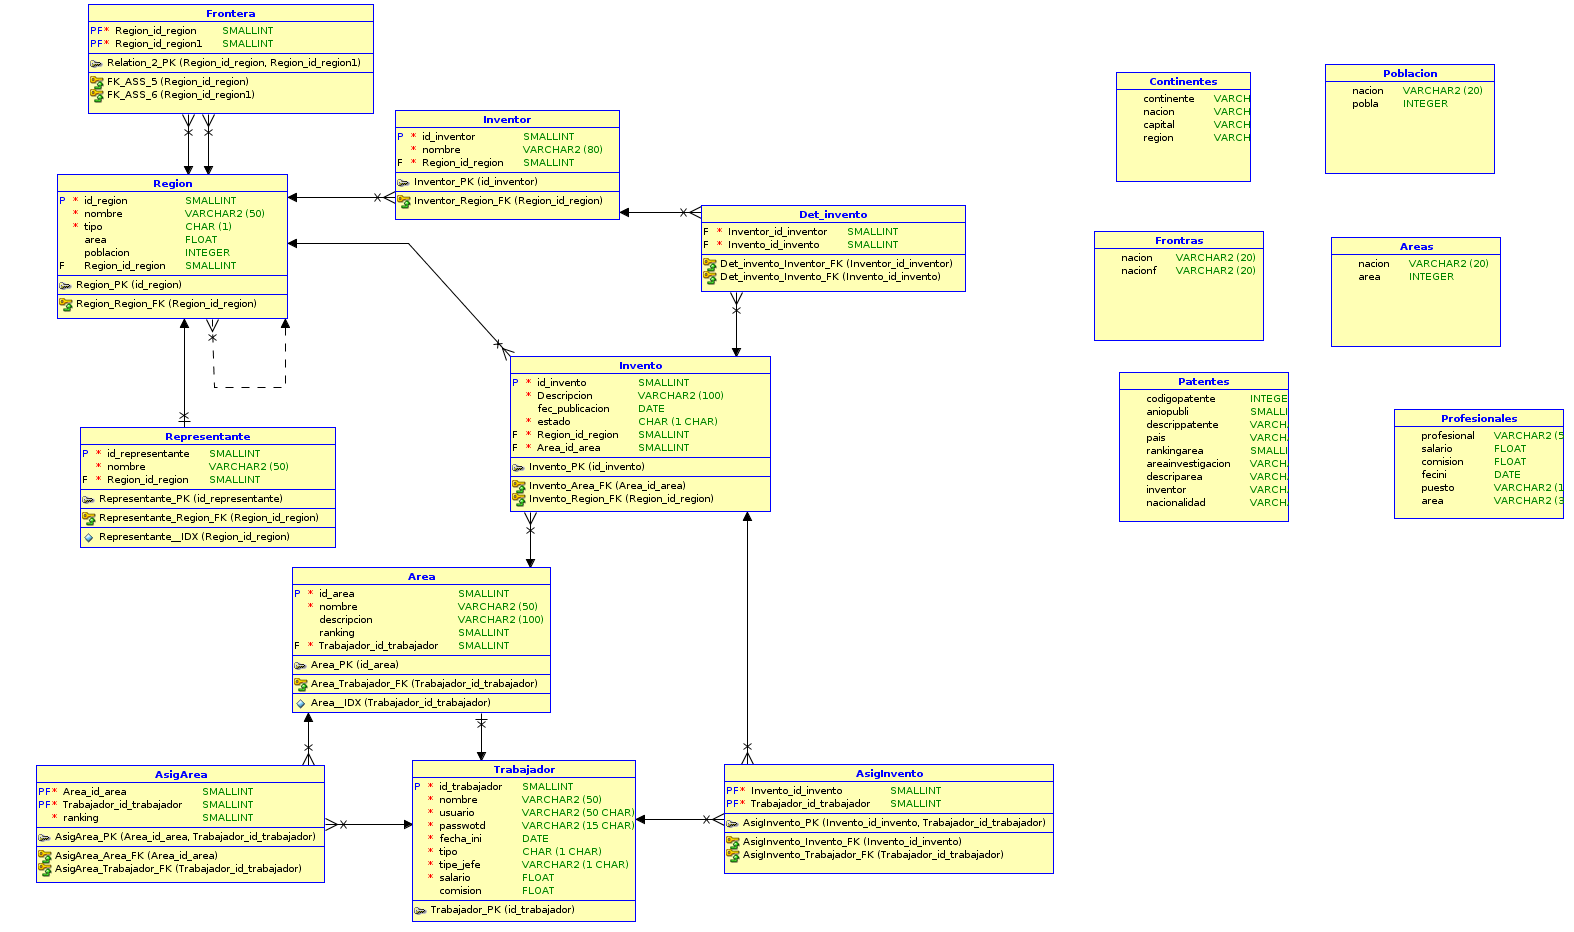 Frontera
PF* Region_id_region SMALLINT
PF* Region_id_region1 SMALLINT
Relation_2_PK (Region_id_region, Region_id_region1)
FK_ASS_5 (Region_id_region)
FK_ASS_6 (Region_id_region1)
Inventor
P * id_inventor SMALLINT
* nombre VARCHAR2 (80)
F * Region_id_region SMALLINT
Inventor_PK (id_inventor)
Inventor_Region_FK (Region_id_region)
Region
P * id_region SMALLINT
* nombre VARCHAR2 (50)
* tipo CHAR (1)
area FLOAT
poblacion INTEGER
F Region_id_region SMALLINT
Region_PK (id_region)
Region_Region_FK (Region_id_region)
Det_invento
F * Inventor_id_inventor SMALLINT
F * Invento_id_invento SMALLINT
Det_invento_Inventor_FK (Inventor_id_inventor)
Det_invento_Invento_FK (Invento_id_invento)
Invento
P * id_invento SMALLINT
* Descripcion VARCHAR2 (100)
fec_publicacion DATE
* estado CHAR (1 CHAR)
F * Region_id_region SMALLINT
F * Area_id_area SMALLINT
Invento_PK (id_invento)
Invento_Area_FK (Area_id_area)
Invento_Region_FK (Region_id_region)
Representante
P * id_representante SMALLINT
* nombre VARCHAR2 (50)
F * Region_id_region SMALLINT
Representante_PK (id_representante)
Representante_Region_FK (Region_id_region)
Representante__IDX (Region_id_region)
Area
P * id_area SMALLINT
* nombre VARCHAR2 (50)
descripcion VARCHAR2 (100)
ranking SMALLINT
F * Trabajador_id_trabajador SMALLINT
Area_PK (id_area)
Area_Trabajador_FK (Trabajador_id_trabajador)
Area__IDX (Trabajador_id_trabajador)
AsigArea
PF* Area_id_area SMALLINT
PF* Trabajador_id_trabajador SMALLINT
* ranking SMALLINT
AsigArea_PK (Area_id_area, Trabajador_id_trabajador)
AsigArea_Area_FK (Area_id_area)
AsigArea_Trabajador_FK (Trabajador_id_trabajador)
Trabajador
P * id_trabajador SMALLINT
* nombre VARCHAR2 (50)
* usuario VARCHAR2 (50 CHAR)
* passwotd VARCHAR2 (15 CHAR)
* fecha_ini DATE
* tipo CHAR (1 CHAR)
* tipe_jefe VARCHAR2 (1 CHAR)
* salario FLOAT
comision FLOAT
Trabajador_PK (id_trabajador)
AsigInvento
PF* Invento_id_invento SMALLINT
PF* Trabajador_id_trabajador SMALLINT
AsigInvento_PK (Invento_id_invento, Trabajador_id_trabajador)
AsigInvento_Invento_FK (Invento_id_invento)
AsigInvento_Trabajador_FK (Trabajador_id_trabajador)
Continentes
continente VARCH
nacion VARCH
capital VARCH
region VARCH
Poblacion
nacion VARCHAR2 (20)
pobla INTEGER
Frontras
nacion VARCHAR2 (20)
nacionf VARCHAR2 (20)
Areas
nacion VARCHAR2 (20)
area INTEGER
Patentes
codigopatente INTEGE
aniopubli SMALLI
descrippatente VARCH
pais VARCH
rankingarea SMALLI
areainvestigacion VARCH
descriparea VARCH
inventor VARCH
nacionalidad VARCH
Profesionales
profesional VARCHAR2 (5
salario FLOAT
comision FLOAT
fecini DATE
puesto VARCHAR2 (1
area VARCHAR2 (3